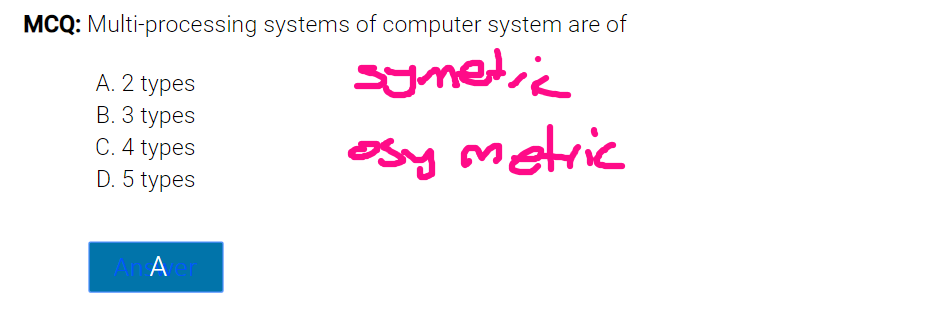 MCQ: Multi-processing systems of computer system are of
A. 2 types
B. 3 types
C. 4 types
D. 5 types
symetric
asy metric
A